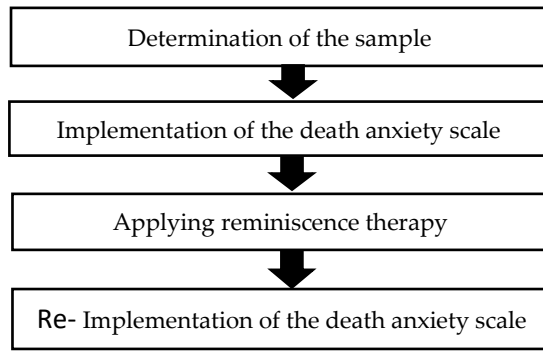 Determination of the sample
Implementation of the death anxiety scale
Applying reminiscence therapy
Re- Implementation of the death anxiety scale